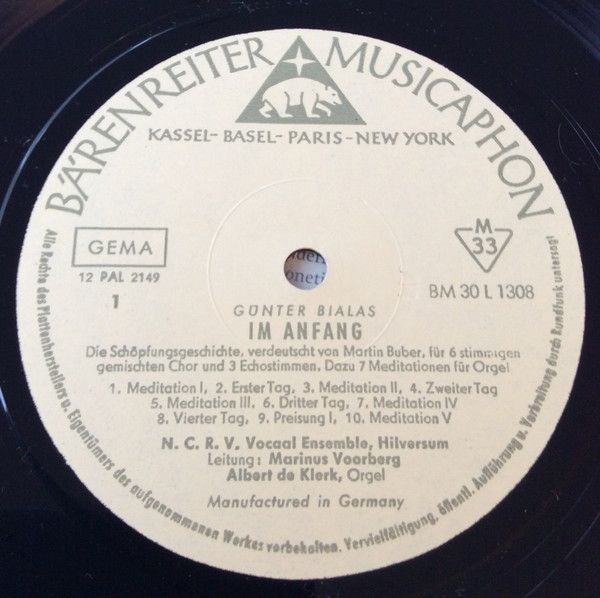 BÄRENREITER MUSICAPHON
KASSEL- BASEL- PARIS - NEW YORK
GEMA
12 PAL 2149
1
M
33
BM 30 L 1308
GÜNTER BIALAS
IM ANFANG
Die Schöpfungsgeschichte, verdeutscht von Martin Buber, für 6 stimmigen
gemischten Chor und 3 Echostimmen. Dazu 7 Meditationen für Orgel
1. Meditation I, 2. Erster Tag, 3. Meditation II, 4. Zweiter Tag
5. Meditation III, 6. Dritter Tag, 7. Meditation IV
8. Vierter Tag, 9. Preisung I, 10. Meditation V
N. C. R. V. Vocaal Ensemble, Hilversum
Leitung: Marinus Voorberg
Albert de Klerk, Orgel
Manufactured in Germany
Alle Rechte des Plattenherstellers u. Eigentümers des aufgenommenen Werkes vorbehalten. Vervielfältigung, öffentl. Aufführung u. Verbreitung durch Rundfunk untersagt